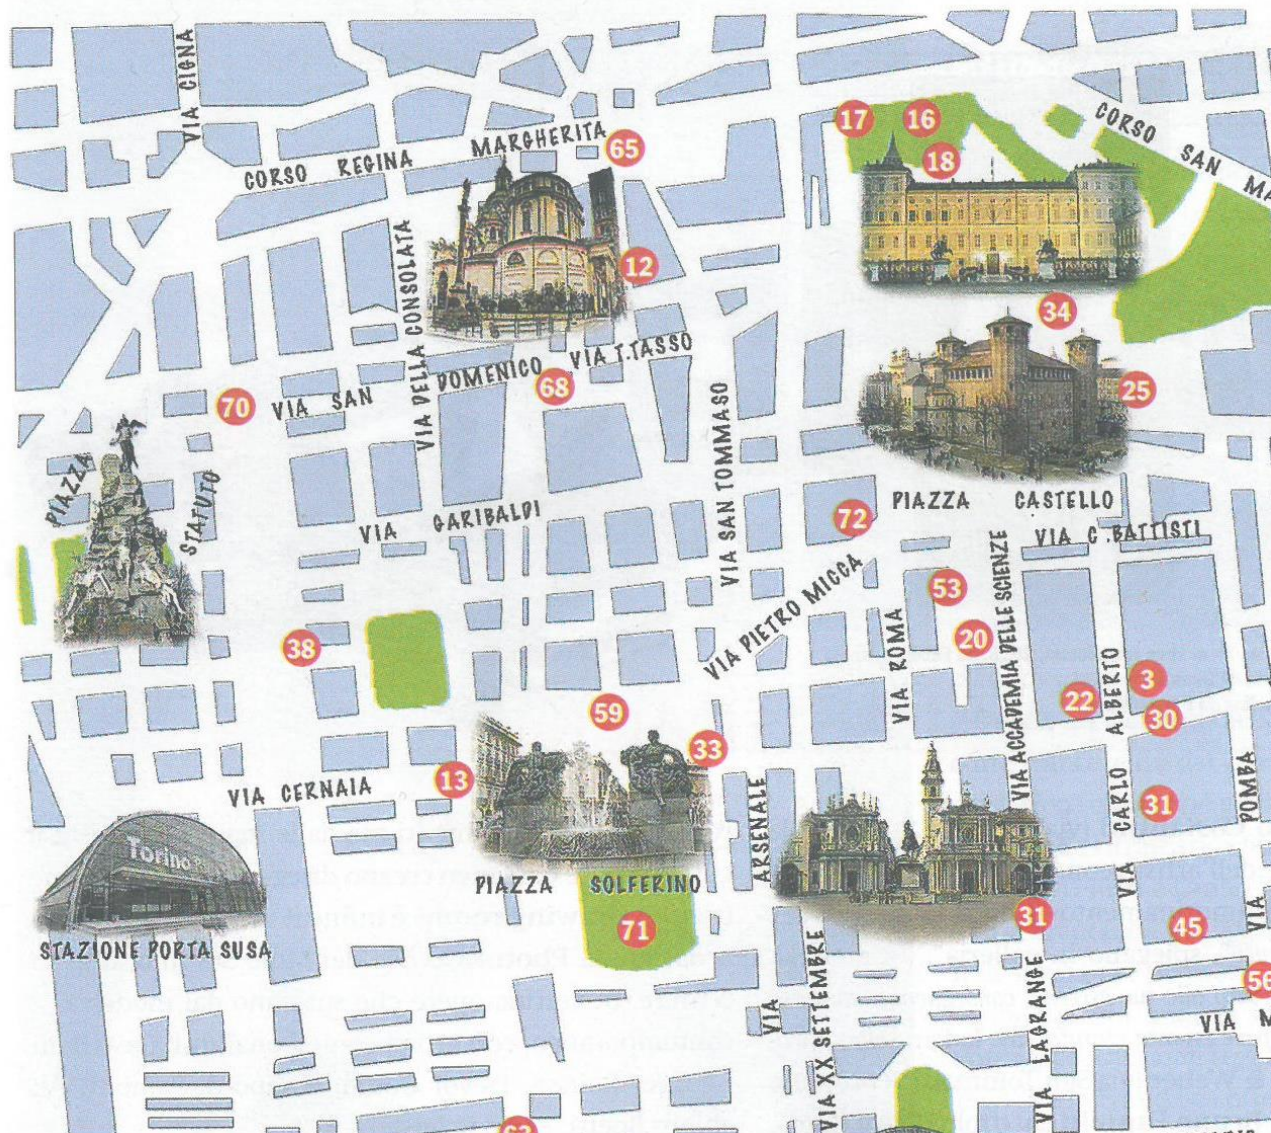 VIA CIGNA
CORSO REGINA MARGHERITA
65
17
16
18
CORSO SAN MA
VIA DELLA CONSOLATA
12
34
25
VIA SAN DOMENICO
VIA T.TASSO
68
70
PIAZZA STATUTO
VIA GARIBALDI
VIA SAN TOMMASO
72
PIAZZA CASTELLO
VIA C.BATTISTI
VIA PIETRO MICCA
53
20
VIA ROMA
VIA ACCADEMIA DELLE SCIENZE
38
22
3
30
VIA CARLO ALBERTO
VIA POMBA
59
33
13
VIA CERNAIA
31
Torino P
STAZIONE PORTA SUSA
PIAZZA SOLFERINO
71
VIA ARSENALE
31
45
56
VIA M
VIA XX SETTEMBRE
VIA LAGRANGE
63